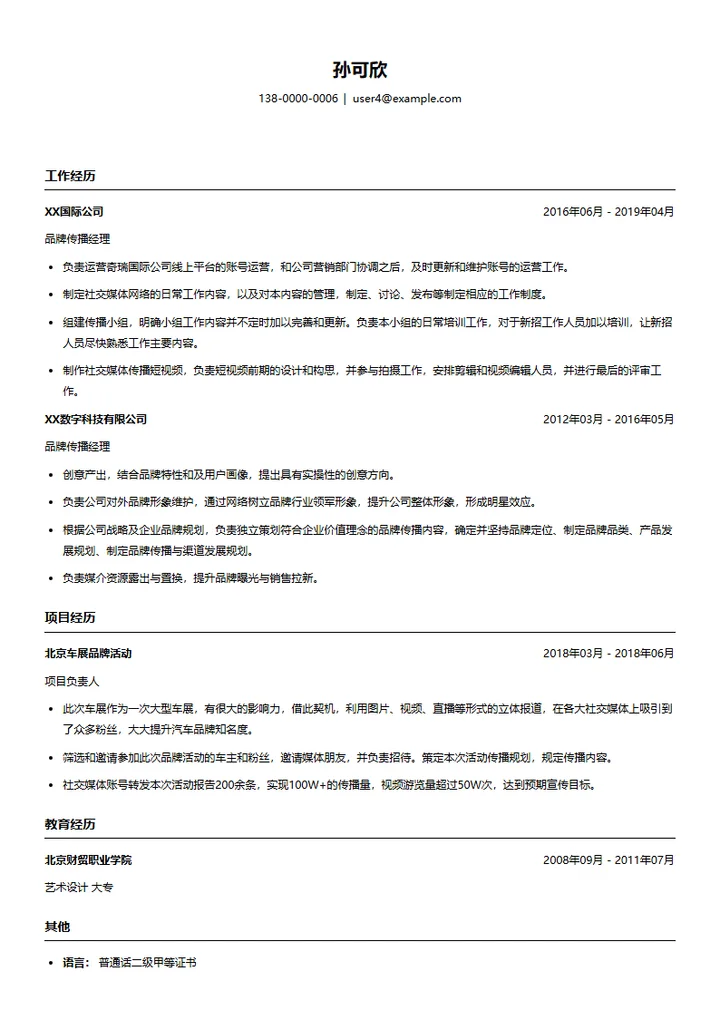 孙可欣
138-0000-0006 | user4@example.com
工作经历
XX国际公司 2016年06月 - 2019年04月
品牌传播经理
• 负责运营奇瑞国际公司线上平台的账号运营，和公司营销部门协调之后，及时更新和维护账号的运营工作。
• 制定社交媒体网络的日常工作内容，以及对本内容的管理，制定、讨论、发布等制定相应的工作制度。
• 组建传播小组，明确小组工作内容并不定时加以完善和更新。负责本小组的日常培训工作，对于新招工作人员加以培训，让新招
人员尽快熟悉工作主要内容。
• 制作社交媒体传播短视频，负责短视频前期的设计和构思，并参与拍摄工作，安排剪辑和视频编辑人员，并进行最后的评审工
作。
XX数字科技有限公司 2012年03月 - 2016年05月
品牌传播经理
• 创意产出，结合品牌特性和及用户画像，提出具有实操性的创意方向。
• 负责公司对外品牌形象维护，通过网络树立品牌行业领军形象，提升公司整体形象，形成明星效应。
• 根据公司战略及企业品牌规划，负责独立策划符合企业价值理念的品牌传播内容，确定并坚持品牌定位、制定品牌品类、产品发
展规划、制定品牌传播与渠道发展规划。
• 负责媒介资源露出与置换，提升品牌曝光与销售拉新。
项目经历
北京车展品牌活动 2018年03月 - 2018年06月
项目负责人
• 此次车展作为一次大型车展，有很大的影响力，借此契机，利用图片、视频、直播等形式的立体报道，在各大社交媒体上吸引到
了众多粉丝，大大提升汽车品牌知名度。
• 筛选和邀请参加此次品牌活动的车主和粉丝，邀请媒体朋友，并负责招待。策定本次活动传播规划，规定传播内容。
• 社交媒体账号转发本次活动报告200余条，实现100W+的传播量，视频游览量超过50W次，达到预期宣传目标。
教育经历
北京财贸职业学院 2008年09月 - 2011年07月
艺术设计 大专
其他
• 语言： 普通话二级甲等证书